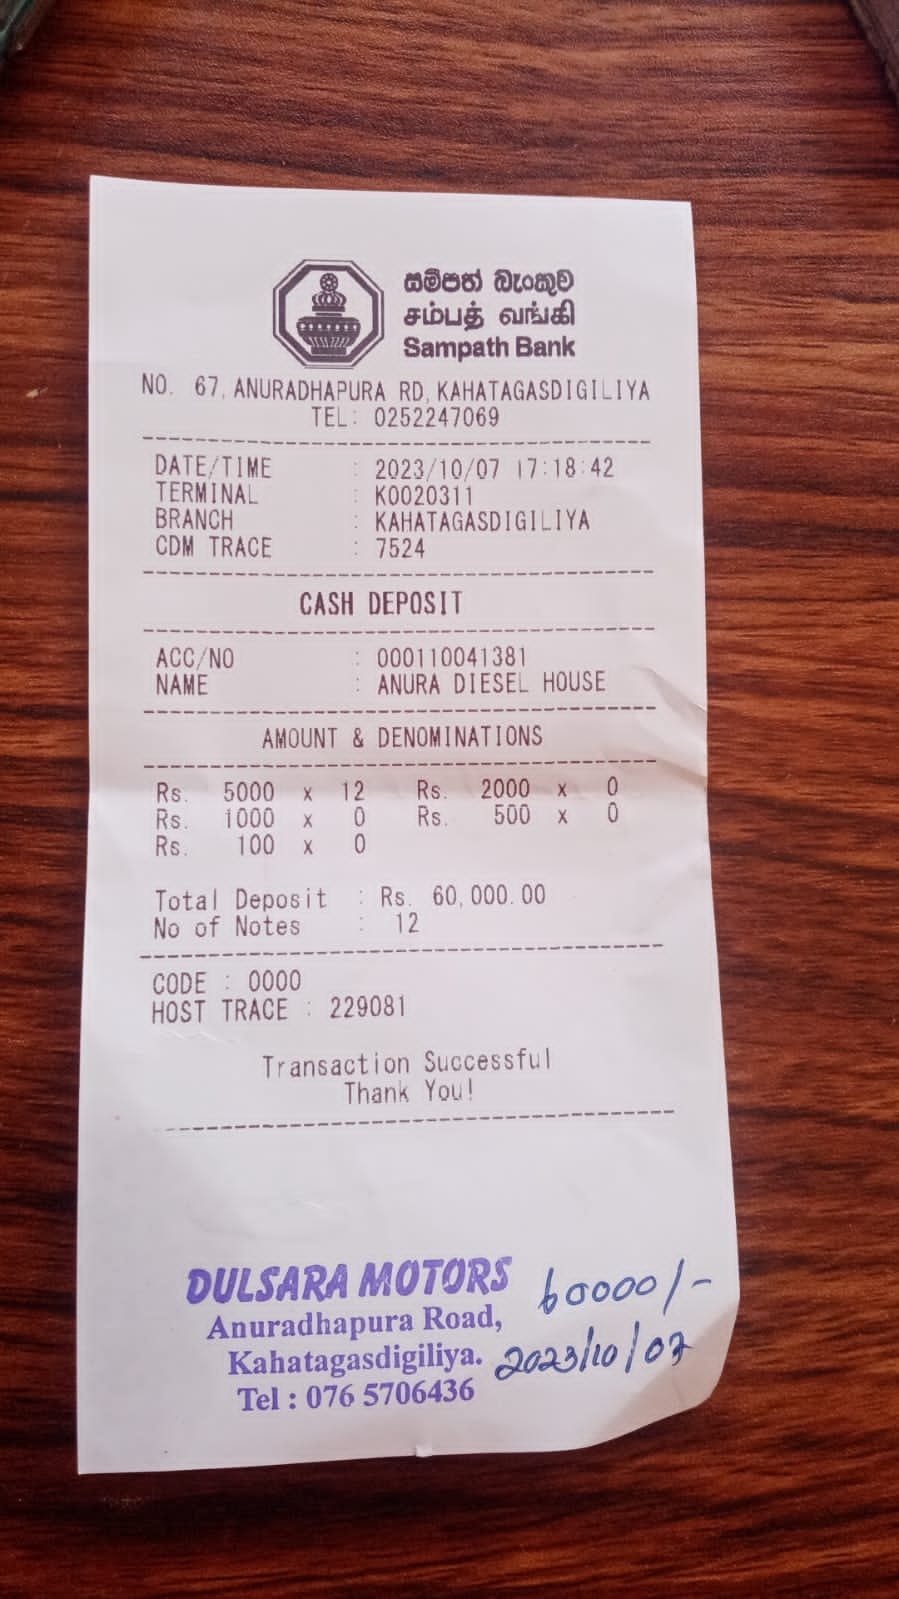 සම්පත් බැංකුව
சம்பத் வங்கி
Sampath Bank
NO. 67, ANURADHAPURA RD, KAHATAGASDIGILIYA
TEL: 0252247069
DATE/TIME : 2023/10/07 17:18:42
TERMINAL : K0020311
BRANCH : KAHATAGASDIGILIYA
CDM TRACE : 7524
CASH DEPOSIT
ACC/NO : 000110041381
NAME : ANURA DIESEL HOUSE
AMOUNT & DENOMINATIONS
Rs. 5000 x 12 Rs. 2000 x 0
Rs. 1000 x 0 Rs. 500 x 0
Rs. 100 x 0
Total Deposit : Rs. 60,000.00
No of Notes : 12
CODE : 0000
HOST TRACE : 229081
Transaction Successful
Thank You!
DULSARA MOTORS 60000/-
Anuradhapura Road,
Kahatagasdigiliya. 2023/10/07
Tel : 076 5706436